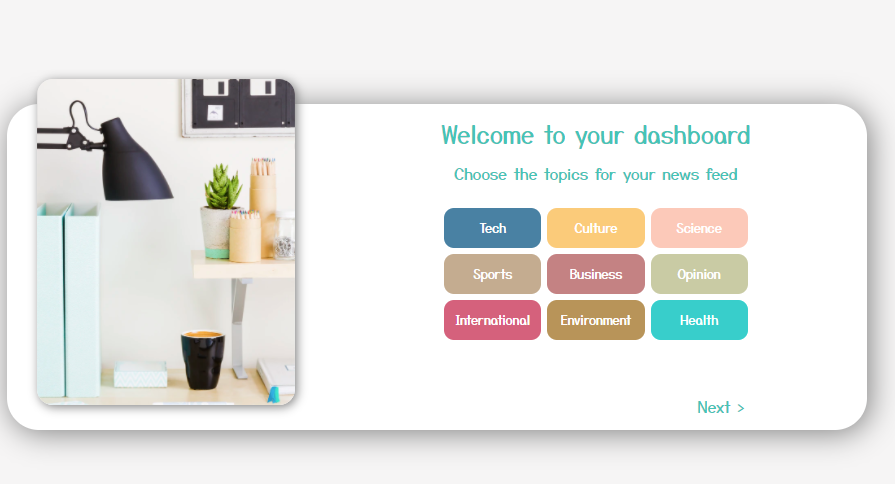 Welcome to your dashboard
Choose the topics for your news feed
Tech Culture Science
Sports Business Opinion
International Environment Health
Next >